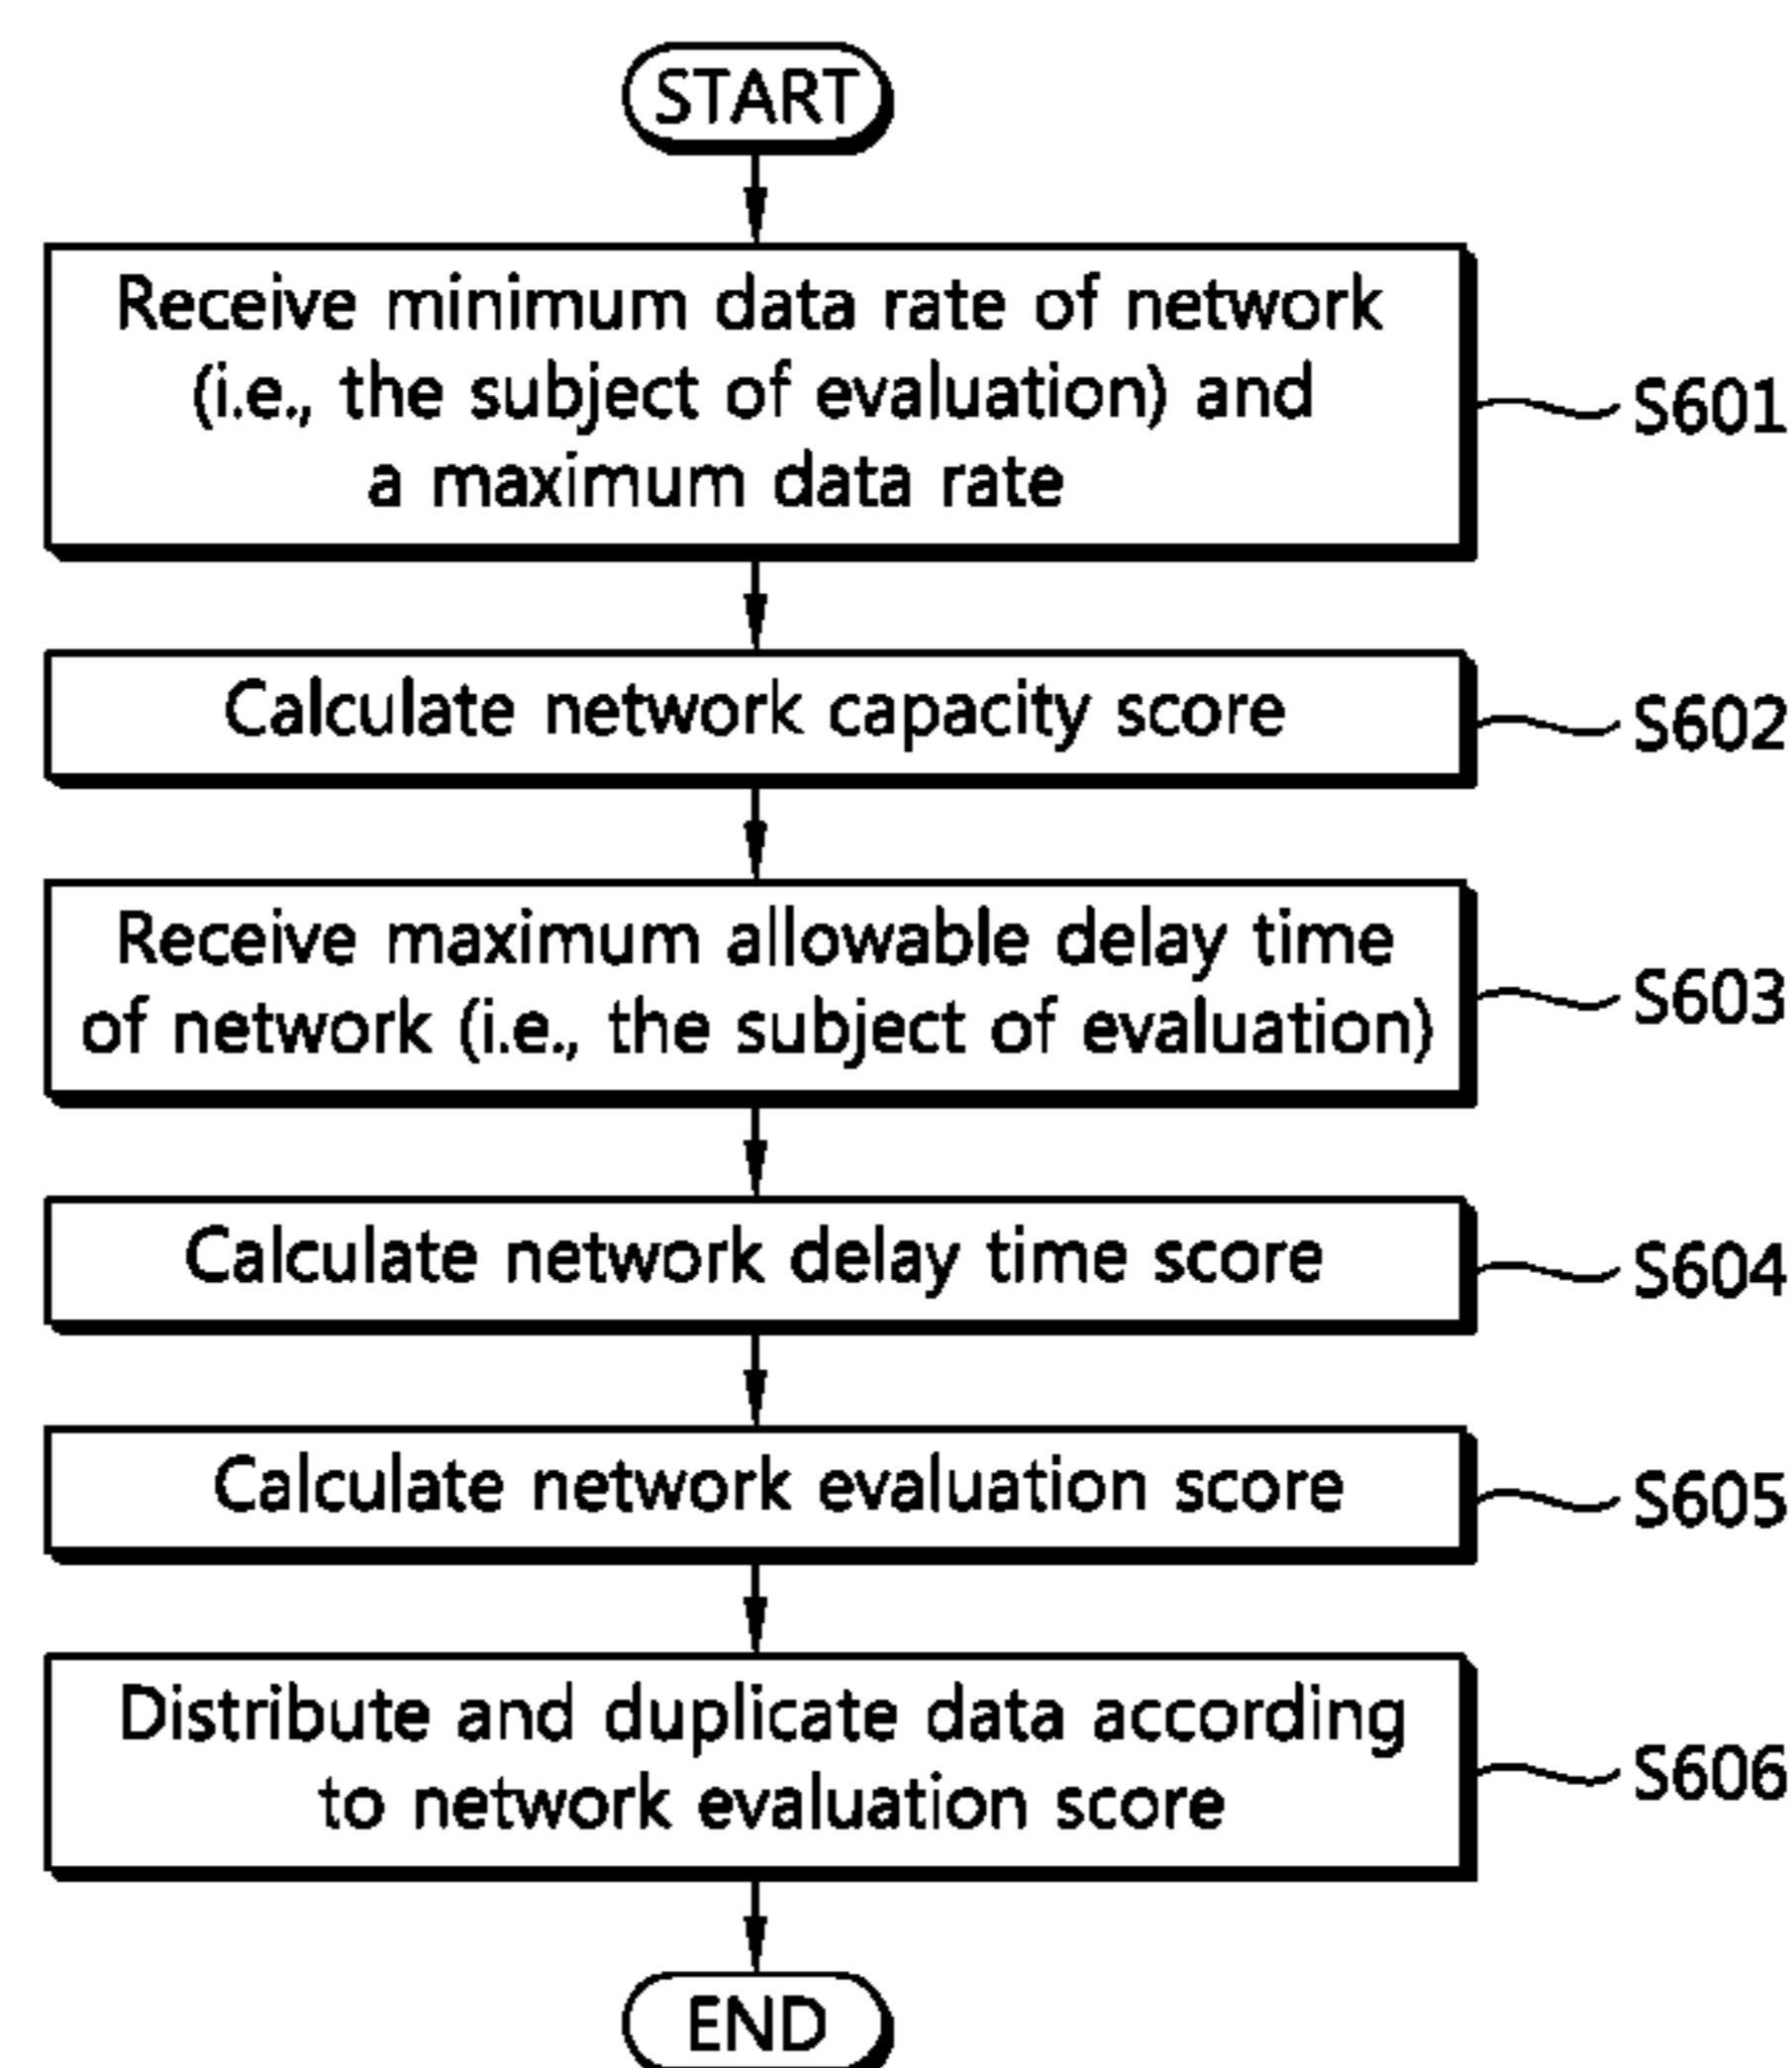 START
Receive minimum data rate of network
(i.e., the subject of evaluation) and
a maximum data rate
S601
Calculate network capacity score
S602
Receive maximum allowable delay time
of network (i.e., the subject of evaluation)
S603
Calculate network delay time score
S604
Calculate network evaluation score
S605
Distribute and duplicate data according
to network evaluation score
S606
END